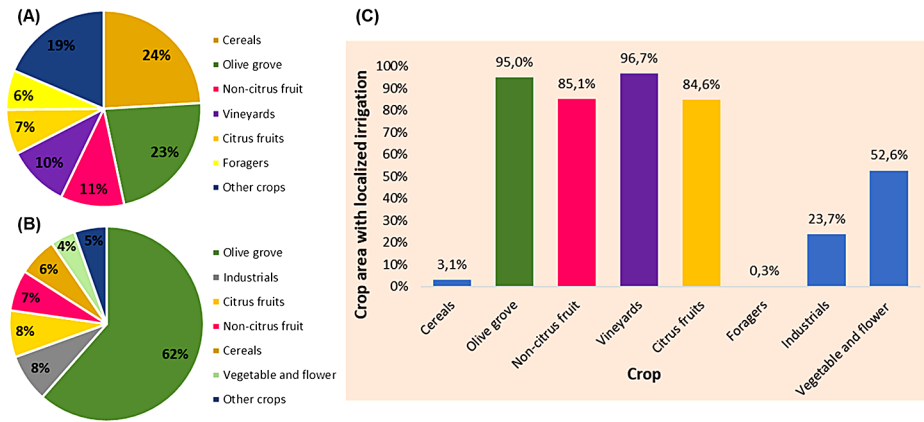 (A)
19%
24%
6%
7%
10%
11%
23%
Cereals
Olive grove
Non-citrus fruit
Vineyards
Citrus fruits
Foragers
Other crops
(B)
4%
5%
6%
7%
8%
8%
62%
Olive grove
Industrials
Citrus fruits
Non-citrus fruit
Cereals
Vegetable and flower
Other crops
(C)
Crop area with localized irrigation
100%
90%
80%
70%
60%
50%
40%
30%
20%
10%
0%
3,1%
95,0%
85,1%
96,7%
84,6%
0,3%
23,7%
52,6%
Cereals
Olive grove
Non-citrus fruit
Vineyards
Citrus fruits
Foragers
Industrials
Vegetable and flower
Crop